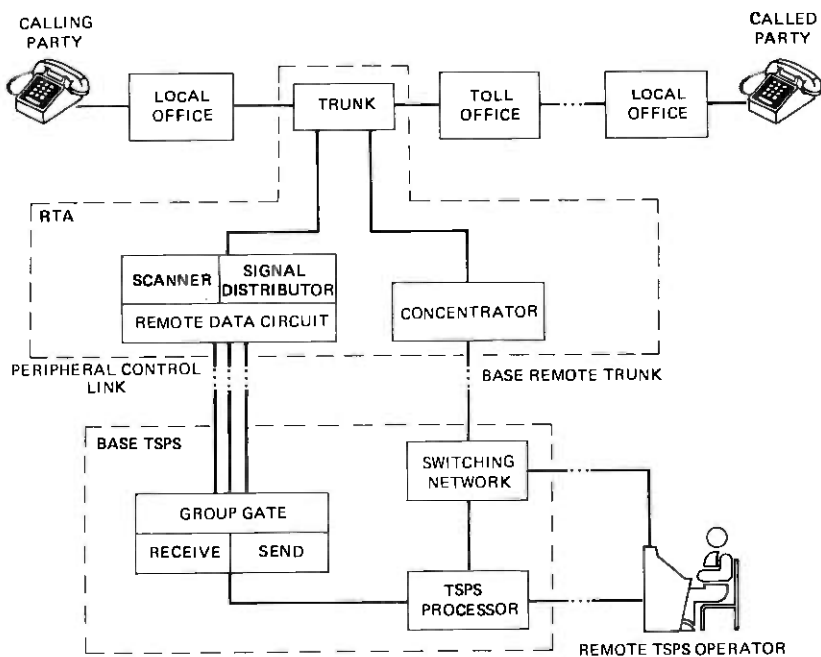 CALLING
PARTY
CALLED
PARTY
LOCAL
OFFICE
TRUNK
TOLL
OFFICE
LOCAL
OFFICE
RTA
SCANNER
SIGNAL
DISTRIBUTOR
REMOTE DATA CIRCUIT
CONCENTRATOR
PERIPHERAL CONTROL
LINK
BASE REMOTE TRUNK
BASE TSPS
SWITCHING
NETWORK
GROUP GATE
RECEIVE
SEND
TSPS
PROCESSOR
REMOTE TSPS OPERATOR